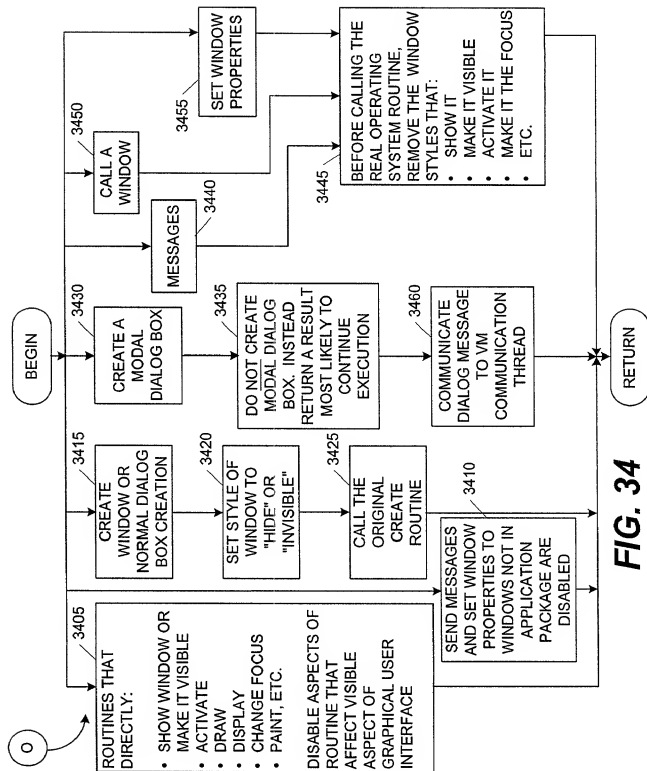 O
BEGIN
3405
ROUTINES THAT
DIRECTLY:
• SHOW WINDOW OR
MAKE IT VISIBLE
• ACTIVATE
• DRAW
• DISPLAY
• CHANGE FOCUS
• PAINT, ETC.
DISABLE ASPECTS OF
ROUTINE THAT
AFFECT VISIBLE
ASPECT OF
GRAPHICAL USER
INTERFACE
3410
SEND MESSAGES
AND SET WINDOW
PROPERTIES TO
WINDOWS NOT IN
APPLICATION
PACKAGE ARE
DISABLED
3415
CREATE
WINDOW OR
NORMAL DIALOG
BOX CREATION
3420
SET STYLE OF
WINDOW TO
"HIDE" OR
"INVISIBLE"
3425
CALL THE
ORIGINAL
CREATE
ROUTINE
3430
CREATE A
MODAL
DIALOG BOX
3435
DO NOT CREATE
MODAL DIALOG
BOX. INSTEAD
RETURN A RESULT
MOST LIKELY TO
CONTINUE
EXECUTION
3460
COMMUNICATE
DIALOG MESSAGE
TO VM
COMMUNICATION
THREAD
3440
MESSAGES
3450
CALL A
WINDOW
3455
SET WINDOW
PROPERTIES
3445
BEFORE CALLING THE
REAL OPERATING
SYSTEM ROUTINE,
REMOVE THE WINDOW
STYLES THAT:
• SHOW IT
• MAKE IT VISIBLE
• ACTIVATE IT
• MAKE IT THE FOCUS
• ETC.
RETURN
FIG. 34